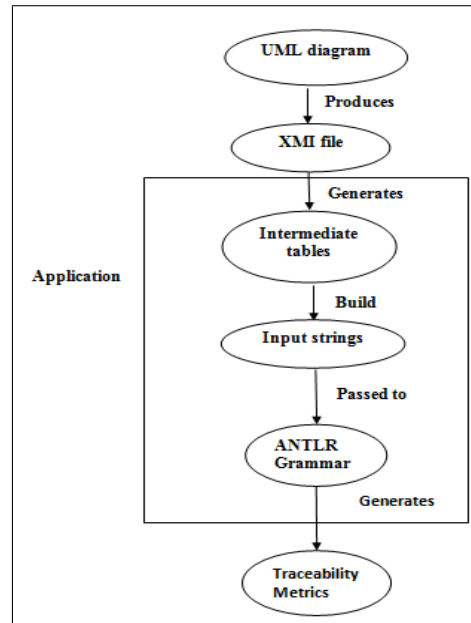 UML diagram
Produces
XMI file
Generates
Intermediate
tables
Application
Build
Input strings
Passed to
ANTLR
Grammar
Generates
Traceability
Metrics